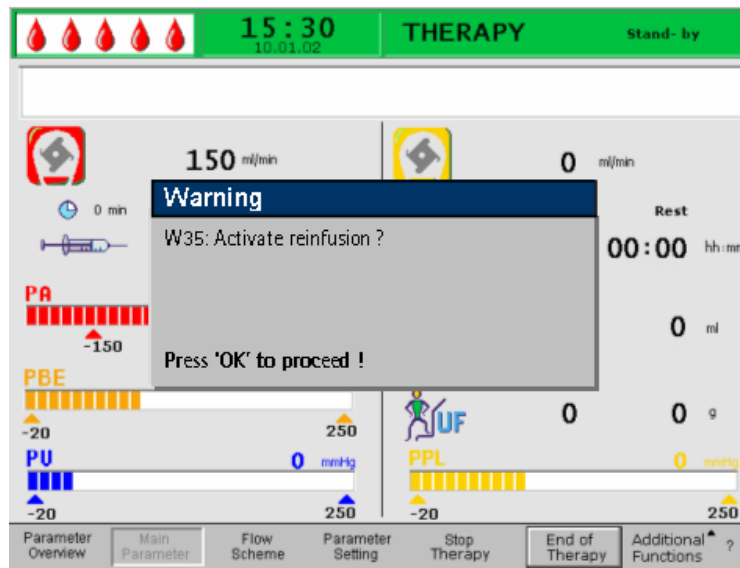 15:30
10.01.02
THERAPY
Stand- by
150 ml/min
0 ml/min
0 min
Warning
W35: Activate reinfusion ?
Press 'OK' to proceed !
Rest
00:00 hh:mm
PA
-150
0 ml
PBE
-20 250
UF 0 0 g
PV 0 mmHg
-20 250
PPL 0 mmHg
-20 250
Parameter Overview
Main Parameter
Flow Scheme
Parameter Setting
Stop Therapy
End of Therapy
Additional Functions
?